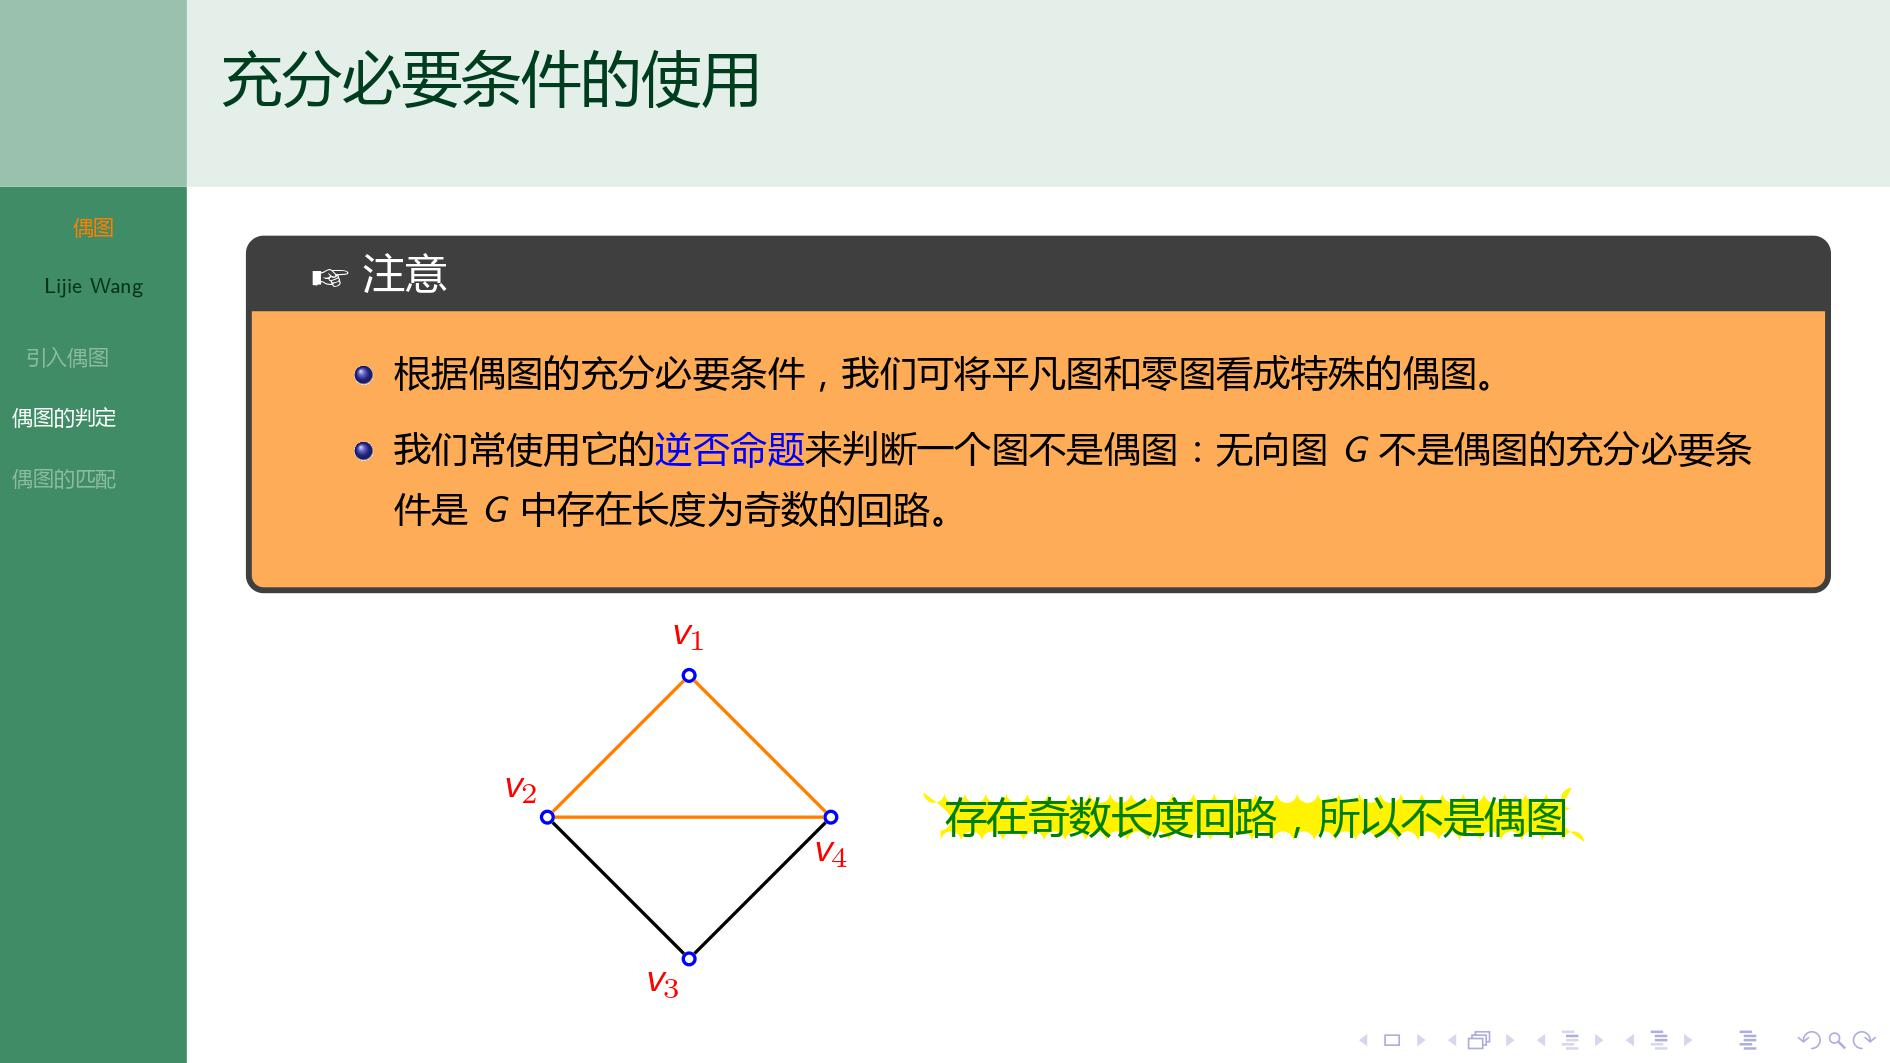 充分必要条件的使用
偶图
Lijie Wang
引入偶图
偶图的判定
偶图的匹配
☞ 注意
根据偶图的充分必要条件，我们可将平凡图和零图看成特殊的偶图。
我们常使用它的逆否命题来判断一个图不是偶图：无向图 G 不是偶图的充分必要条
件是 G 中存在长度为奇数的回路。
v1
v2
v4
v3
存在奇数长度回路，所以不是偶图